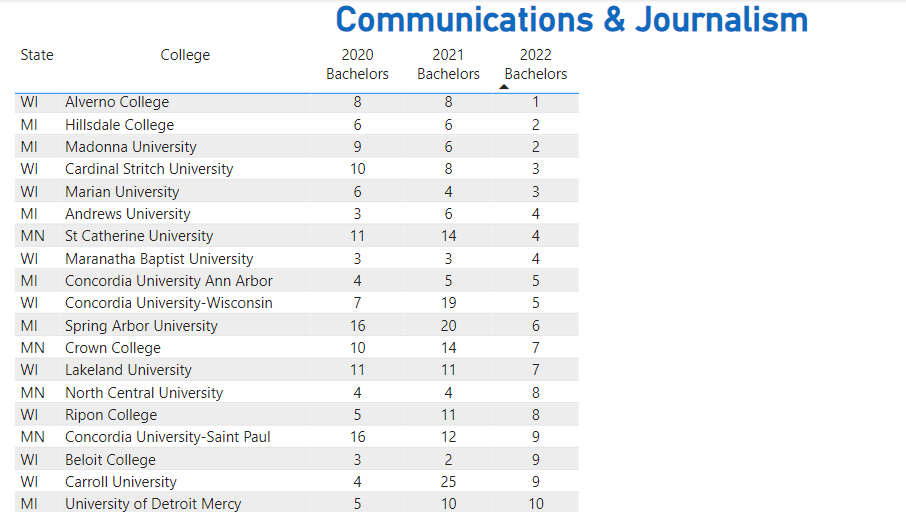 Communications & Journalism
State College 2020 Bachelors 2021 Bachelors 2022 Bachelors
WI Alverno College 8 8 1
MI Hillsdale College 6 6 2
MI Madonna University 9 6 2
WI Cardinal Stritch University 10 8 3
WI Marian University 6 4 3
MI Andrews University 3 6 4
MN St Catherine University 11 14 4
WI Maranatha Baptist University 3 3 4
MI Concordia University Ann Arbor 4 5 5
WI Concordia University-Wisconsin 7 19 5
MI Spring Arbor University 16 20 6
MN Crown College 10 14 7
WI Lakeland University 11 11 7
MN North Central University 4 4 8
WI Ripon College 5 11 8
MN Concordia University-Saint Paul 16 12 9
WI Beloit College 3 2 9
WI Carroll University 4 25 9
MI University of Detroit Mercy 5 10 10